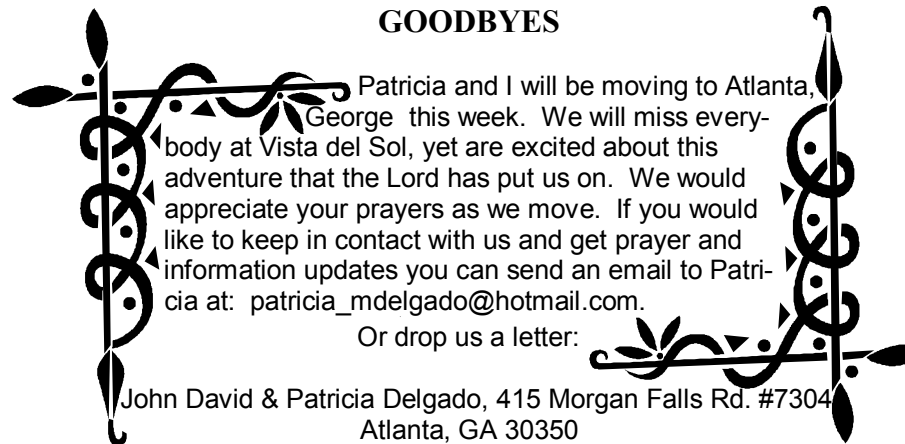 GOODBYES
Patricia and I will be moving to Atlanta,
George this week. We will miss every-
body at Vista del Sol, yet are excited about this
adventure that the Lord has put us on. We would
appreciate your prayers as we move. If you would
like to keep in contact with us and get prayer and
information updates you can send an email to Patri-
cia at: patricia_mdelgado@hotmail.com.
Or drop us a letter:
John David & Patricia Delgado, 415 Morgan Falls Rd. #7304
Atlanta, GA 30350